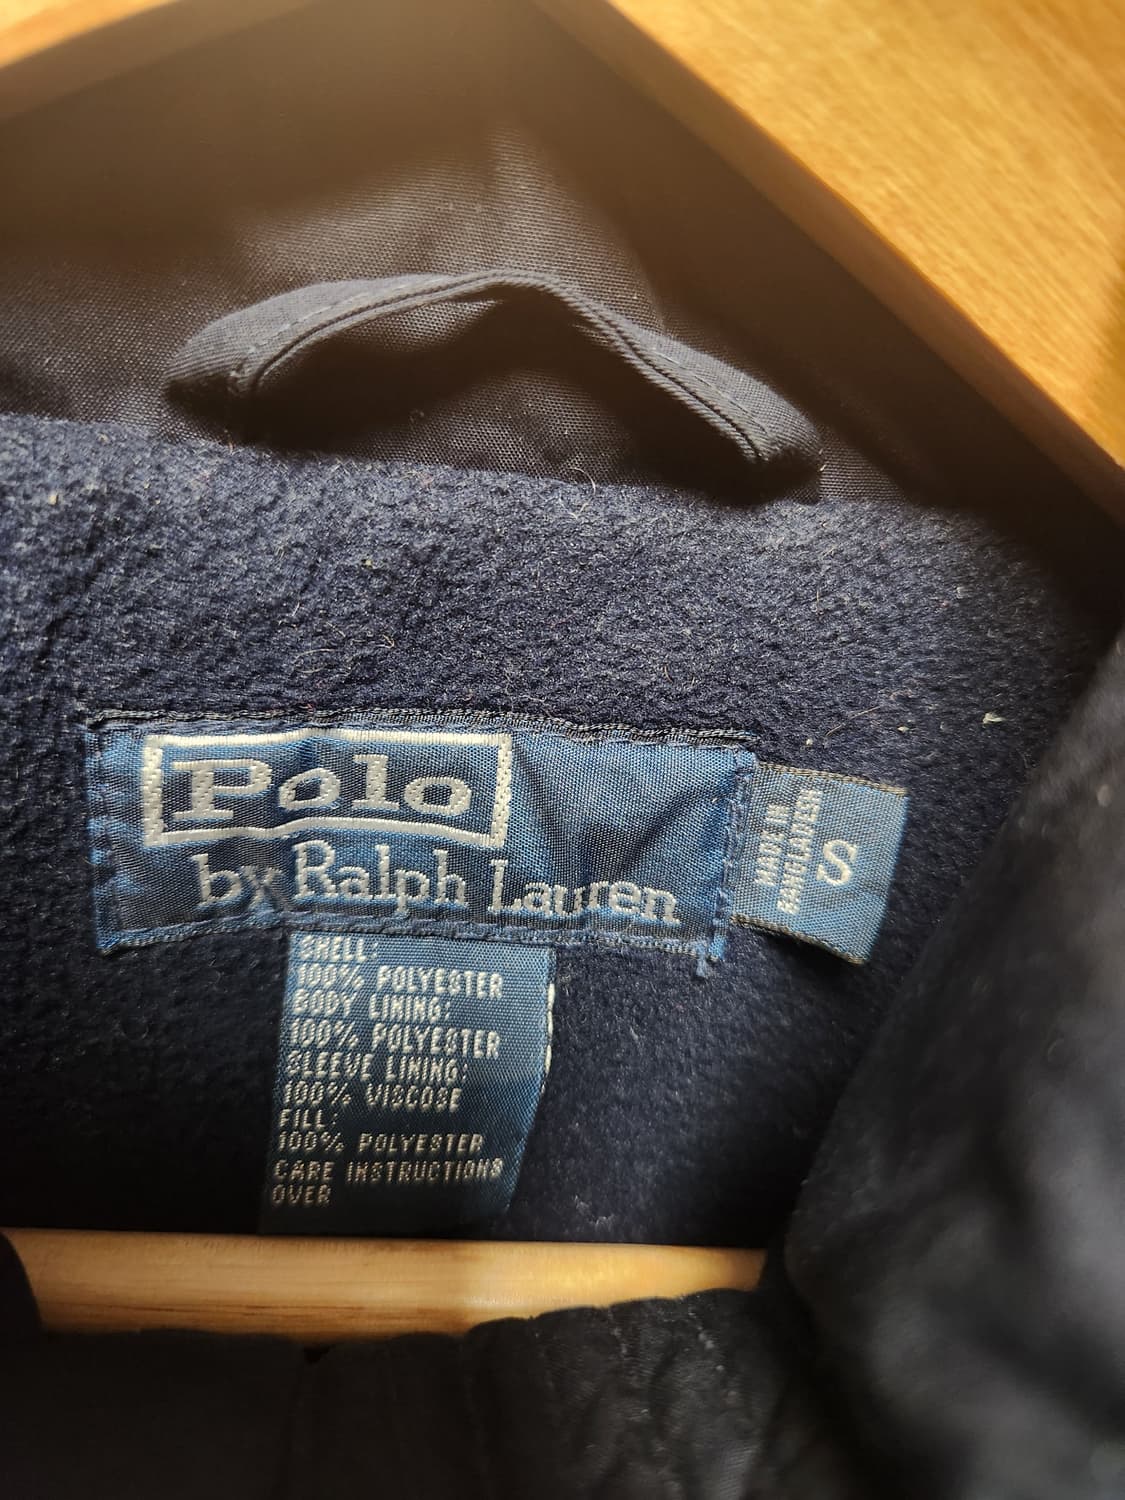 Polo
by Ralph Lauren
MADE IN
BANGLADESH
S
SHELL:
100% POLYESTER
BODY LINING:
100% POLYESTER
SLEEVE LINING:
100% VISCOSE
FILL:
100% POLYESTER
CARE INSTRUCTIONS
OVER